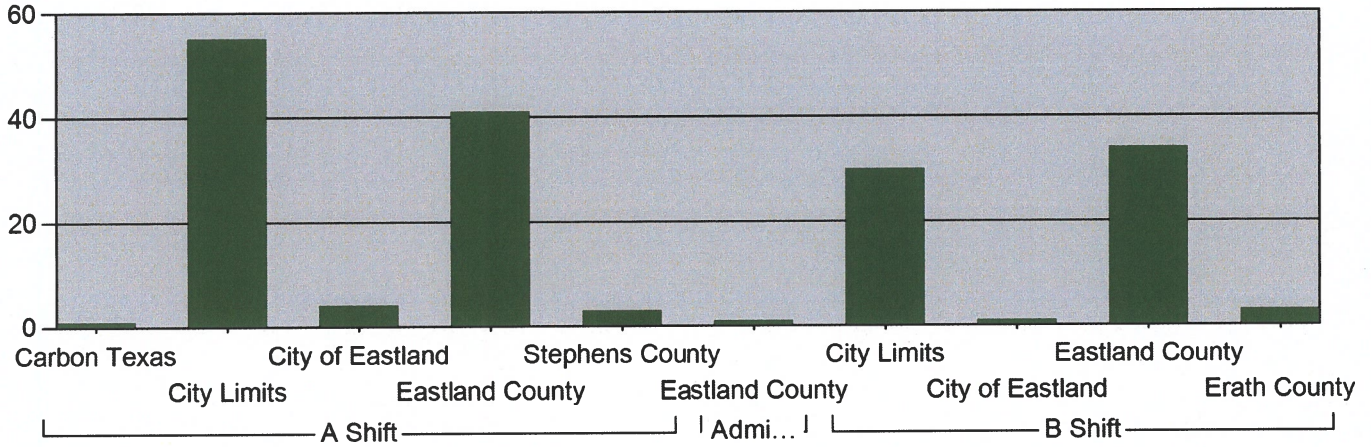 60
40
20
0
Carbon Texas City of Eastland Stephens County City Limits Eastland County
City Limits Eastland County Eastland County City of Eastland Erath County
A Shift Admi... B Shift